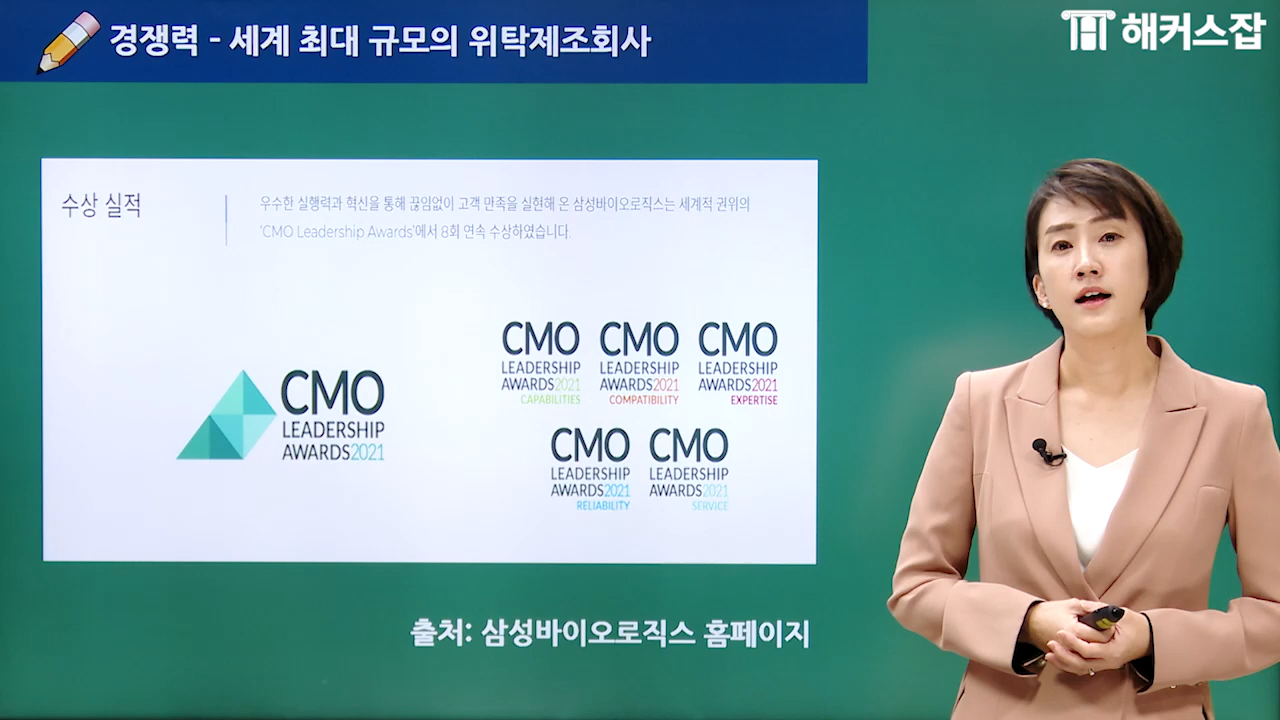 경쟁력 - 세계 최대 규모의 위탁제조회사
해커스잡
수상 실적
우수한 실행력과 혁신을 통해 끊임없이 고객 만족을 실현해 온 삼성바이오로직스는 세계적 권위의
'CMO Leadership Awards'에서 8회 연속 수상하였습니다.
CMO
LEADERSHIP
AWARDS2021
CMO
LEADERSHIP
AWARDS2021
CAPABILITIES
CMO
LEADERSHIP
AWARDS2021
COMPATIBILITY
CMO
LEADERSHIP
AWARDS2021
EXPERTISE
CMO
LEADERSHIP
AWARDS2021
RELIABILITY
CMO
LEADERSHIP
AWARDS2021
SERVICE
출처: 삼성바이오로직스 홈페이지